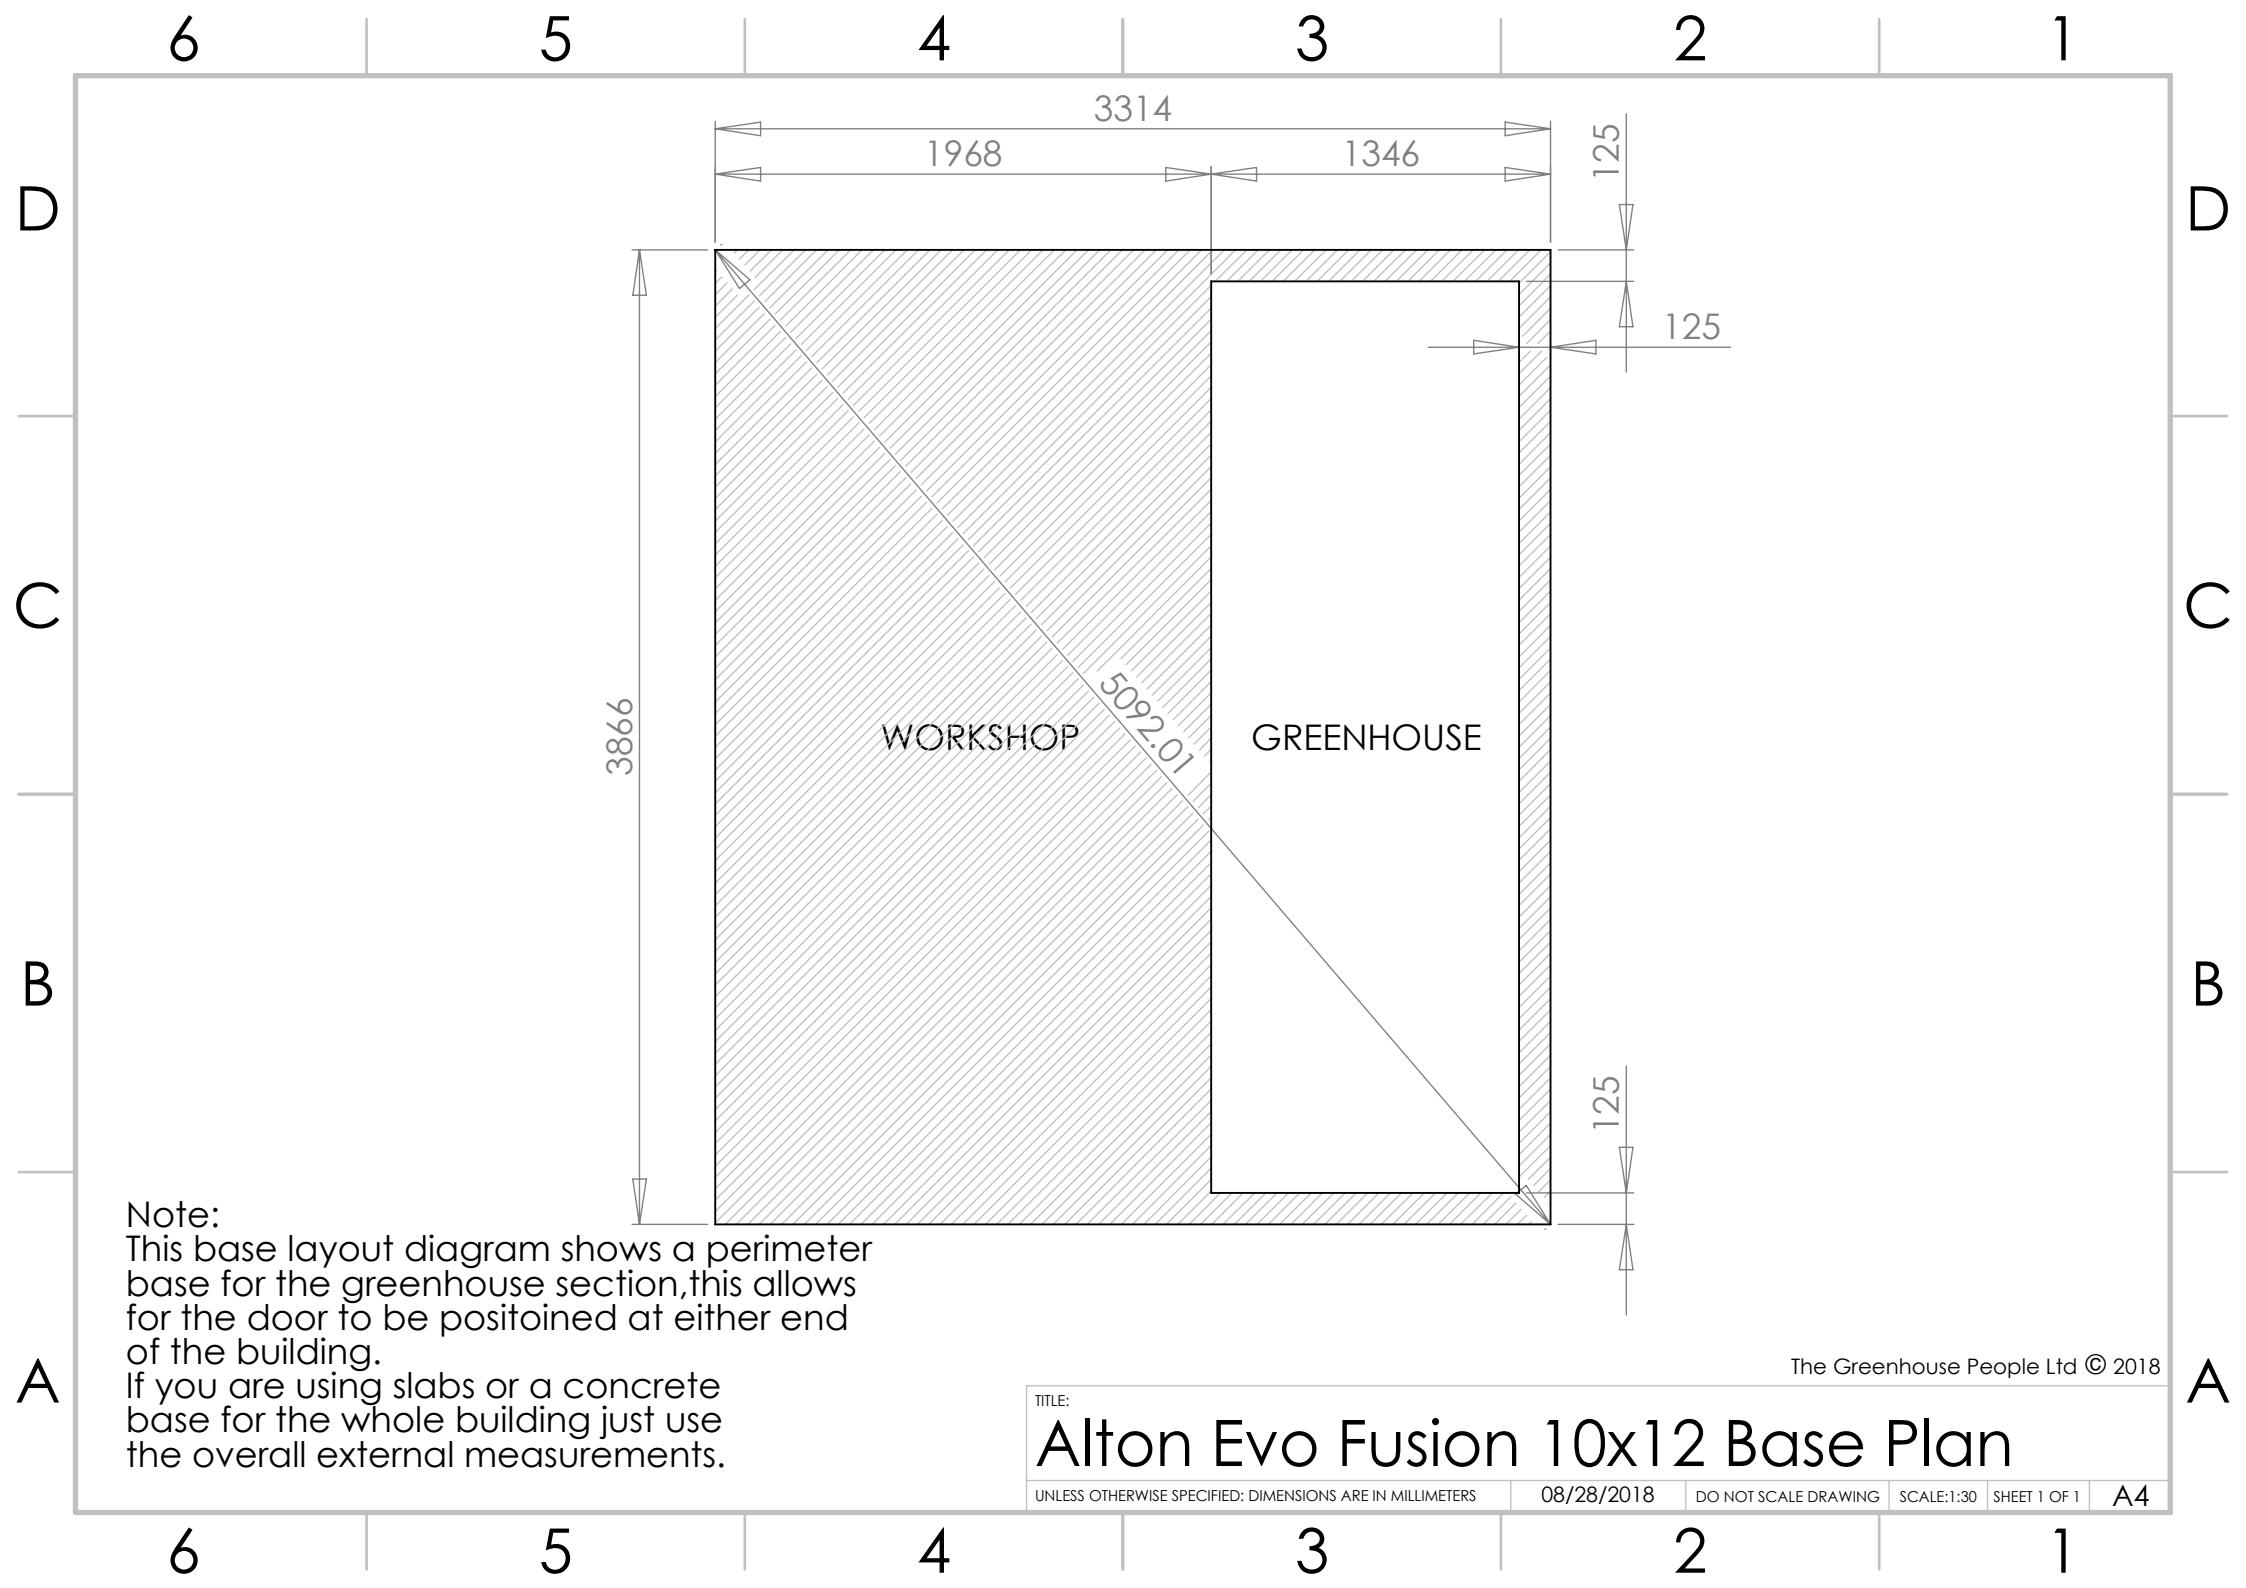 6 5 4 3 2 1
3314
1968 1346
125
D D
125
C C
5092.01
3866
WORKSHOP GREENHOUSE
B B
125
Note:
This base layout diagram shows a perimeter
base for the greenhouse section,this allows
for the door to be positoined at either end
of the building.
If you are using slabs or a concrete
base for the whole building just use
the overall external measurements.
A A
The Greenhouse People Ltd © 2018
TITLE:
Alton Evo Fusion 10x12 Base Plan
UNLESS OTHERWISE SPECIFIED: DIMENSIONS ARE IN MILLIMETERS 08/28/2018 DO NOT SCALE DRAWING SCALE:1:30 SHEET 1 OF 1 A4
6 5 4 3 2 1